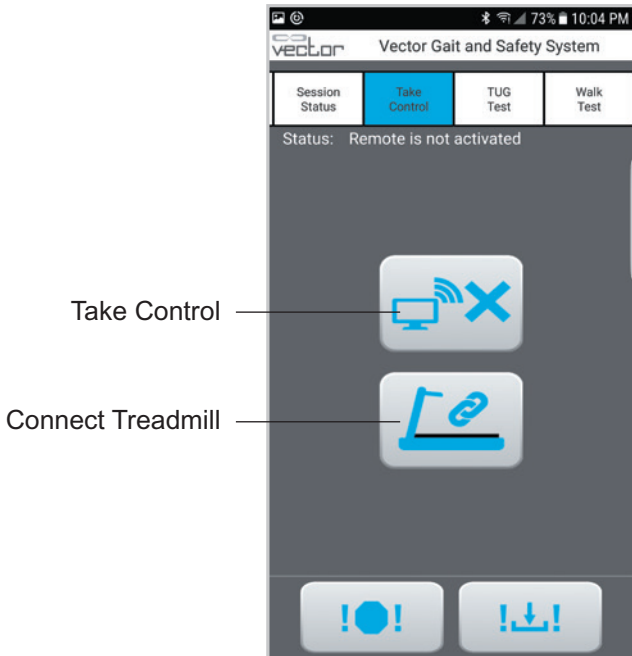 73% 10:04 PM
vector Vector Gait and Safety System
Session Status
Take Control
TUG Test
Walk Test
Status: Remote is not activated
Take Control
Connect Treadmill
! !
! !